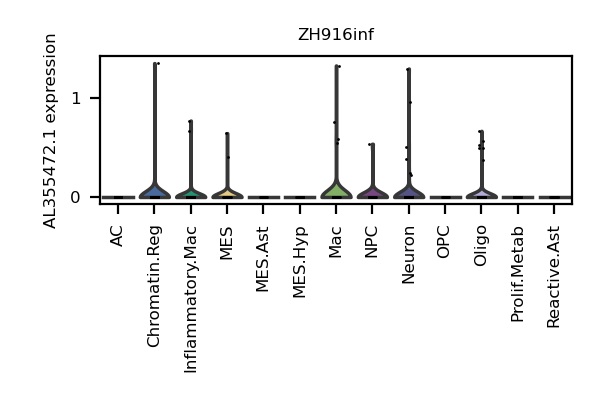 ZH916inf
AL355472.1 expression
1
0
AC
Chromatin.Reg
Inflammatory.Mac
MES
MES.Ast
MES.Hyp
Mac
NPC
Neuron
OPC
Oligo
Prolif.Metab
Reactive.Ast